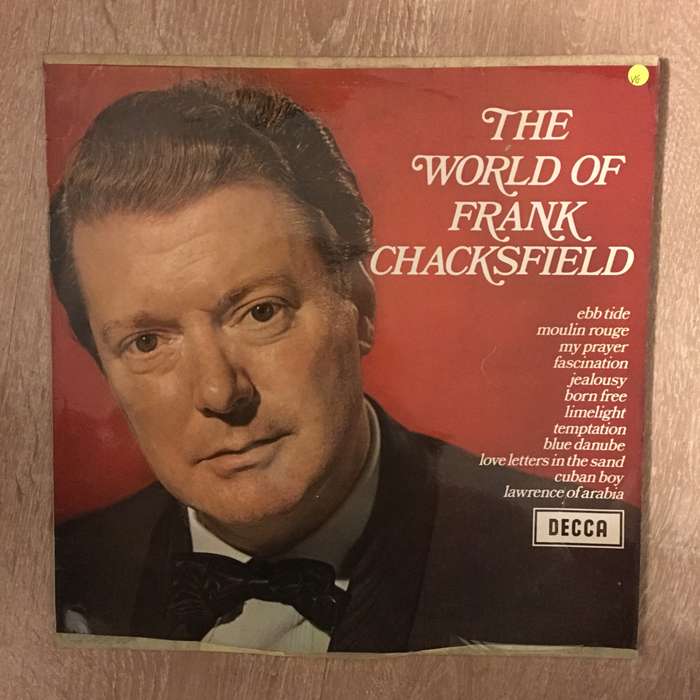 VG
THE
WORLD OF
FRANK
CHACKSFIELD
ebb tide
moulin rouge
my prayer
fascination
jealousy
born free
limelight
temptation
blue danube
love letters in the sand
cuban boy
lawrence of arabia
DECCA